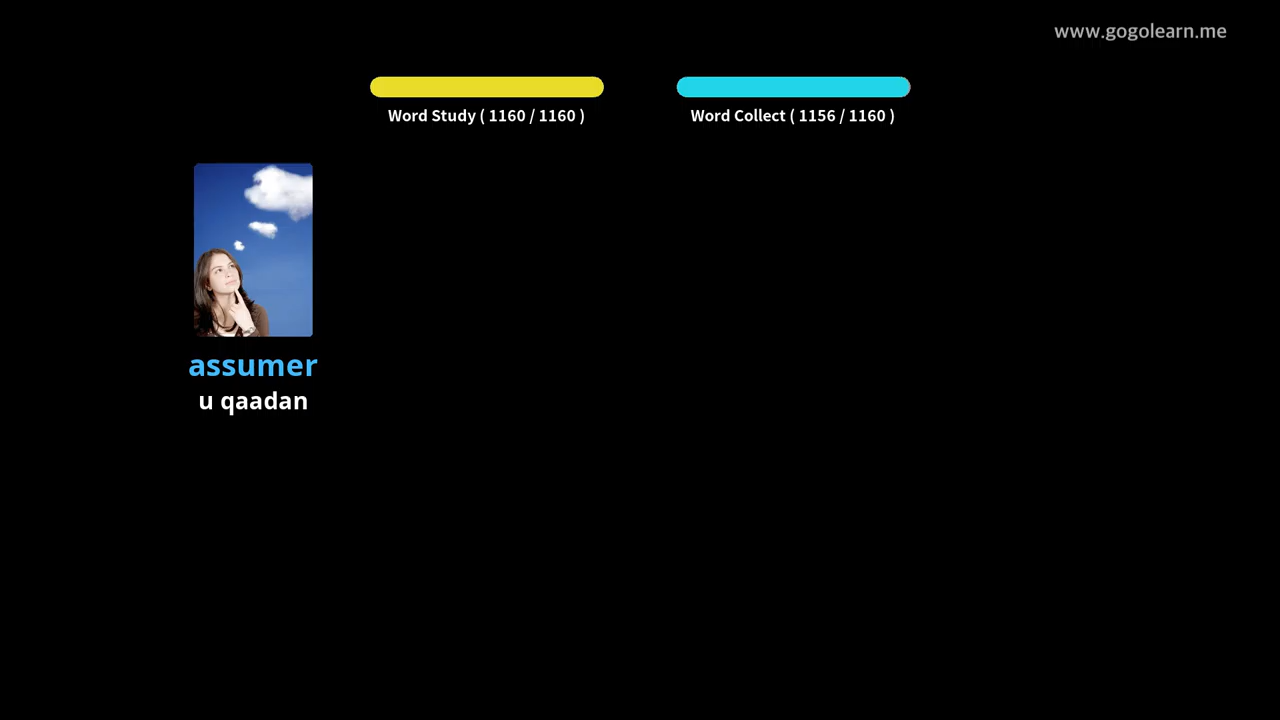 www.gogolearn.me
Word Study ( 1160 / 1160 )
Word Collect ( 1156 / 1160 )
assumer
u qaadan